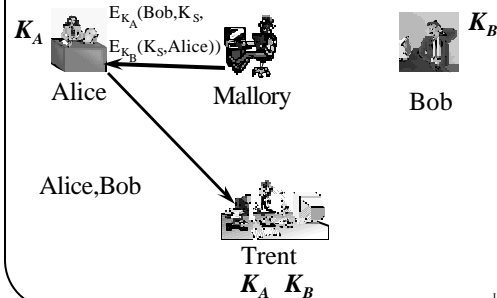 K_A
E_{K_A}(Bob,K_S,
E_{K_B}(K_S,Alice))
K_B
Alice
Mallory
Bob
Alice,Bob
Trent
K_A K_B